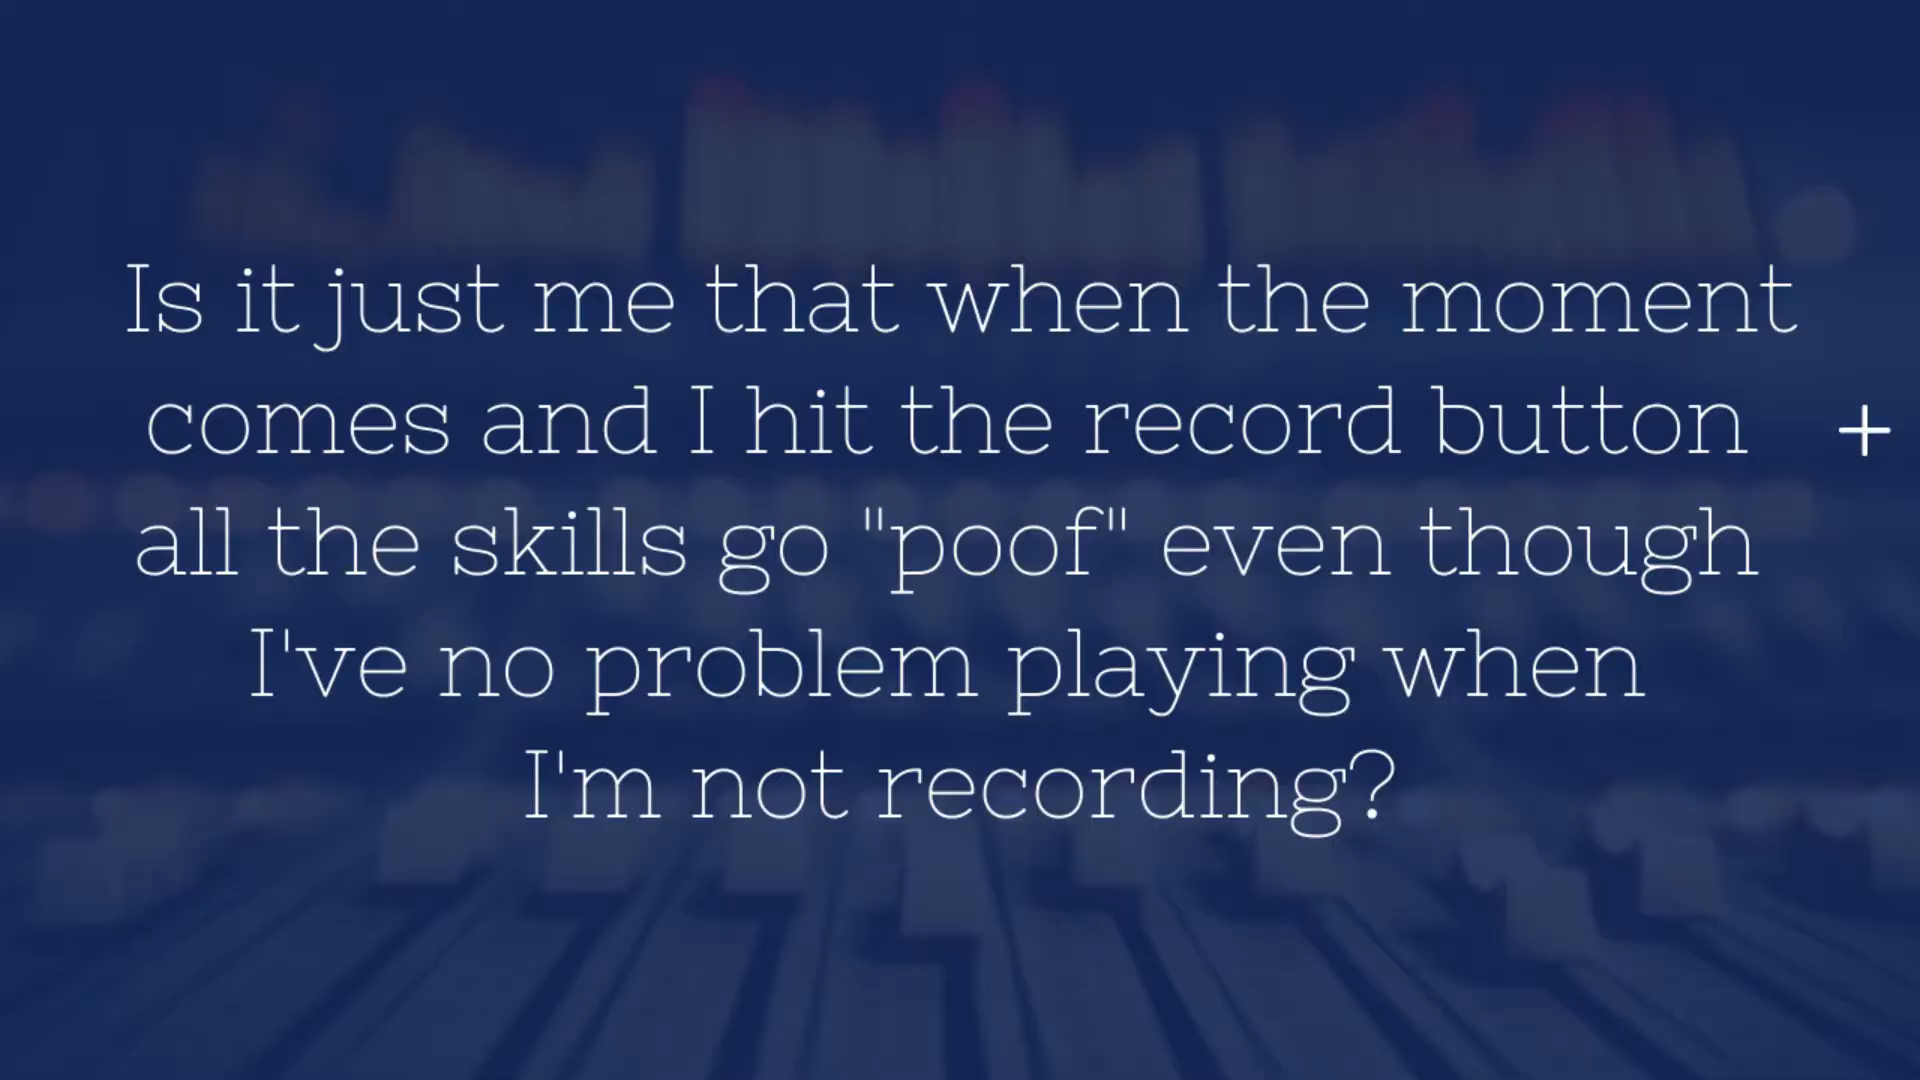 Is it just me that when the moment
comes and I hit the record button
all the skills go "poof" even though
I've no problem playing when
I'm not recording?